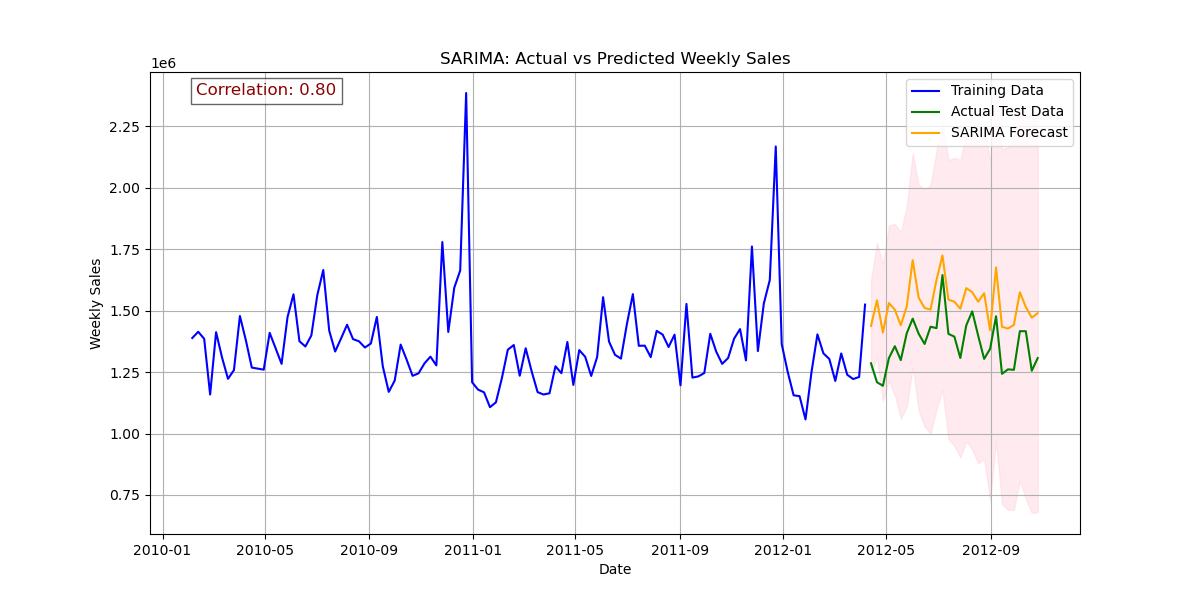 SARIMA: Actual vs Predicted Weekly Sales
1e6
Correlation: 0.80
Training Data
Actual Test Data
SARIMA Forecast
2.25
2.00
1.75
1.50
1.25
1.00
0.75
Weekly Sales
2010-01 2010-05 2010-09 2011-01 2011-05 2011-09 2012-01 2012-05 2012-09
Date